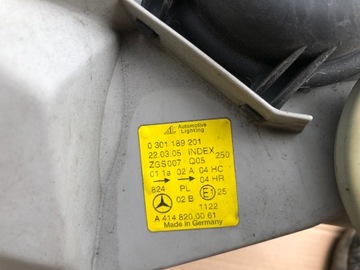 Automotive
Lighting
0 301 189 201
22.03.05 INDEX
ZGS007 Q05 250
01 1a 02 A 04 HC
04 HR
824 PL
02 B E1 25
1122
A 414 820 00 61
Made in Germany